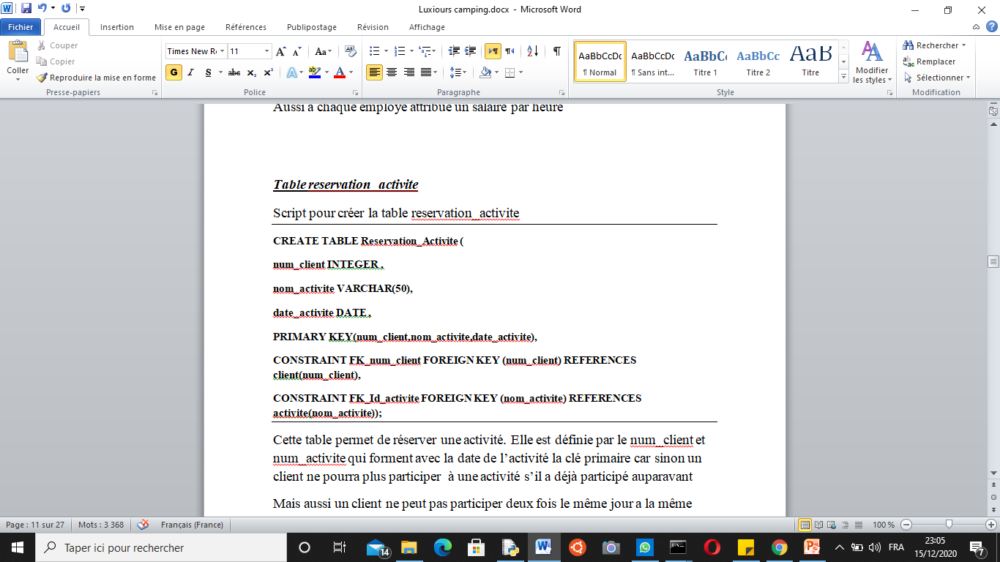 Luxiours camping.docx - Microsoft Word
Fichier Accueil Insertion Mise en page Références Publipostage Révision Affichage
Coller
Couper
Copier
Reproduire la mise en forme
Presse-papiers
Times New R 11
G I S abc x₂ x²
Police
Paragraphe
AaBbCcDc AaBbCcDc AaBbCc AaBbCc AaB
¶ Normal ¶ Sans int... Titre 1 Titre 2 Titre
Modifier
les styles
Style
Rechercher
Remplacer
Sélectionner
Modification
Aussi a chaque employe attribue un salaire par heure
Table reservation_activite
Script pour créer la table reservation_activite
CREATE TABLE Reservation_Activite (
num_client INTEGER ,
nom_activite VARCHAR(50),
date_activite DATE ,
PRIMARY KEY(num_client,nom_activite,date_activite),
CONSTRAINT FK_num_client FOREIGN KEY (num_client) REFERENCES
client(num_client),
CONSTRAINT FK_Id_activite FOREIGN KEY (nom_activite) REFERENCES
activite(nom_activite));
Cette table permet de réserver une activité. Elle est définie par le num_client et
num_activite qui forment avec la date de l’activité la clé primaire car sinon un
client ne pourra plus participer à une activité s’il a déjà participé auparavant
Mais aussi un client ne peut pas participer deux fois le même jour a la même
Page : 11 sur 27 Mots : 3 368 Français (France) 100 %
Taper ici pour rechercher
14
FRA
23:05
15/12/2020
7